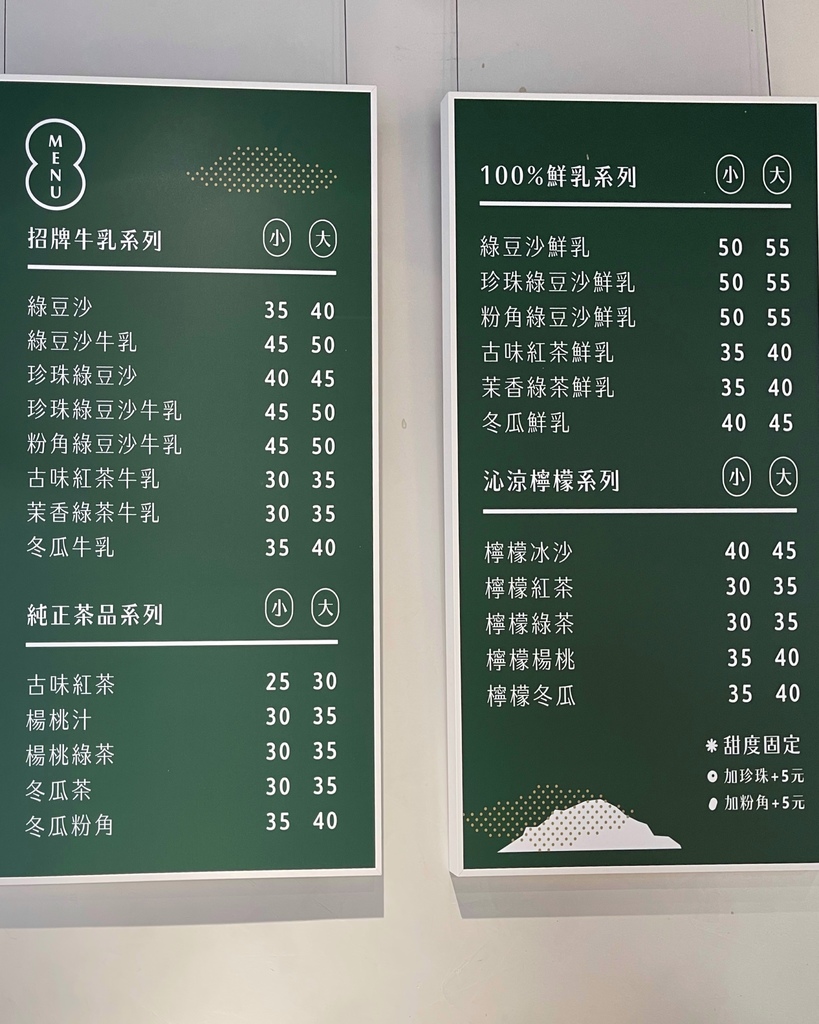 MENU
招牌牛乳系列 小 大
綠豆沙 35 40
綠豆沙牛乳 45 50
珍珠綠豆沙 40 45
珍珠綠豆沙牛乳 45 50
粉角綠豆沙牛乳 45 50
古味紅茶牛乳 30 35
茉香綠茶牛乳 30 35
冬瓜牛乳 35 40
純正茶品系列 小 大
古味紅茶 25 30
楊桃汁 30 35
楊桃綠茶 30 35
冬瓜茶 30 35
冬瓜粉角 35 40
100%鮮乳系列 小 大
綠豆沙鮮乳 50 55
珍珠綠豆沙鮮乳 50 55
粉角綠豆沙鮮乳 50 55
古味紅茶鮮乳 35 40
茉香綠茶鮮乳 35 40
冬瓜鮮乳 40 45
沁涼檸檬系列 小 大
檸檬冰沙 40 45
檸檬紅茶 30 35
檸檬綠茶 30 35
檸檬楊桃 35 40
檸檬冬瓜 35 40
*甜度固定
加珍珠+5元
加粉角+5元